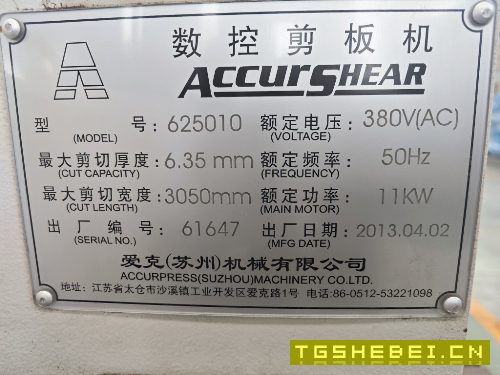 数控剪板机
ACCURSHEAR
型 号: 625010 额定电压: 380V(AC)
(MODEL) (VOLTAGE)
最大剪切厚度: 6.35 mm 额定频率: 50Hz
(CUT CAPACITY) (FREQUENCY)
最大剪切宽度: 3050mm 额定功率: 11KW
(CUT LENGTH) (MAIN MOTOR)
出 厂 编 号: 61647 出厂日期: 2013.04.02
(SERIAL NO.) (MFG DATE)
爱克(苏州)机械有限公司
ACCURPRESS(SUZHOU)MACHINERY CO.LTD.
地址:江苏省太仓市沙溪镇工业开发区爱克路1号 电话:86-0512-53221098
TGSHEBEI.CN